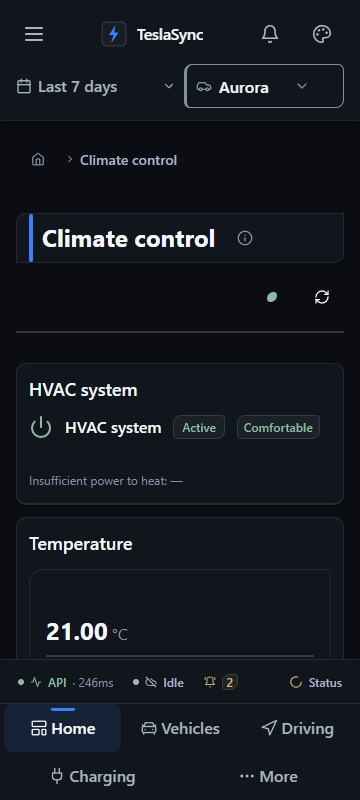 TeslaSync
Last 7 days
Aurora
Climate control
Climate control
HVAC system
HVAC system Active Comfortable
Insufficient power to heat: —
Temperature
21.00 °C
API · 246ms Idle 2 Status
Home Vehicles Driving
Charging More